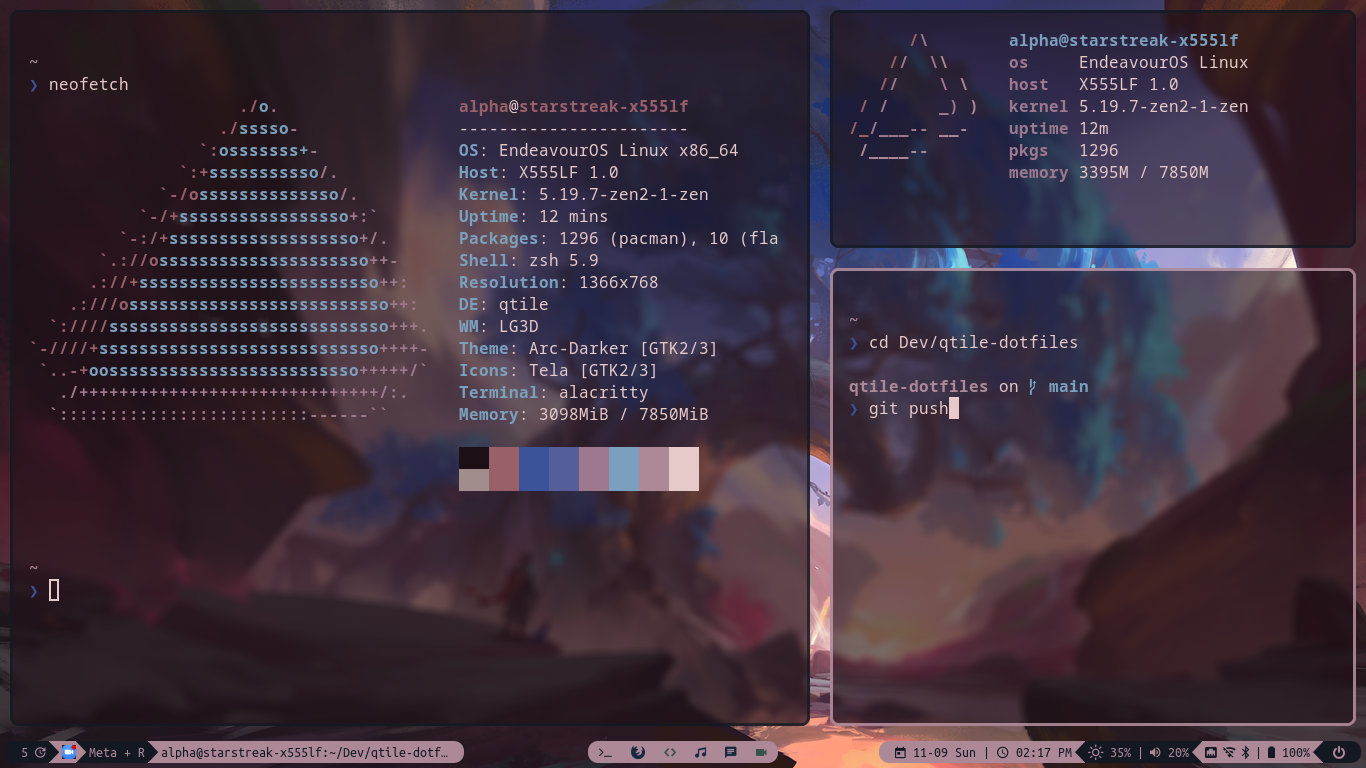 ~
❯ neofetch
./o.
./sssso-
`:osssssss+-
`:+sssssssssso/.
`-/ossssssssssssso/.
`-/+sssssssssssssssso+:`
`-:/+sssssssssssssssssso+/.
`.://osssssssssssssssssssso++-
.://+ssssssssssssssssssssssso++:
.:///ossssssssssssssssssssssssso++:
`:////ssssssssssssssssssssssssssso+++.
`-////+ssssssssssssssssssssssssssso++++-
`..-+oosssssssssssssssssssssssso+++++/`
./++++++++++++++++++++++++++++++/:.
`:::::::::::::::::::::::::------``
alpha@starstreak-x555lf
-----------------------
OS: EndeavourOS Linux x86_64
Host: X555LF 1.0
Kernel: 5.19.7-zen2-1-zen
Uptime: 12 mins
Packages: 1296 (pacman), 10 (fla
Shell: zsh 5.9
Resolution: 1366x768
DE: qtile
WM: LG3D
Theme: Arc-Darker [GTK2/3]
Icons: Tela [GTK2/3]
Terminal: alacritty
Memory: 3098MiB / 7850MiB
~
❯
/\
// \\
// \ \
/ / _) )
/_/___-- __-
/____--
alpha@starstreak-x555lf
os EndeavourOS Linux
host X555LF 1.0
kernel 5.19.7-zen2-1-zen
uptime 12m
pkgs 1296
memory 3395M / 7850M
~
❯ cd Dev/qtile-dotfiles
qtile-dotfiles on main
❯ git push
5 Meta + R alpha@starstreak-x555lf:~/Dev/qtile-dotf… 11-09 Sun | 02:17 PM 35% | 20% | 100%